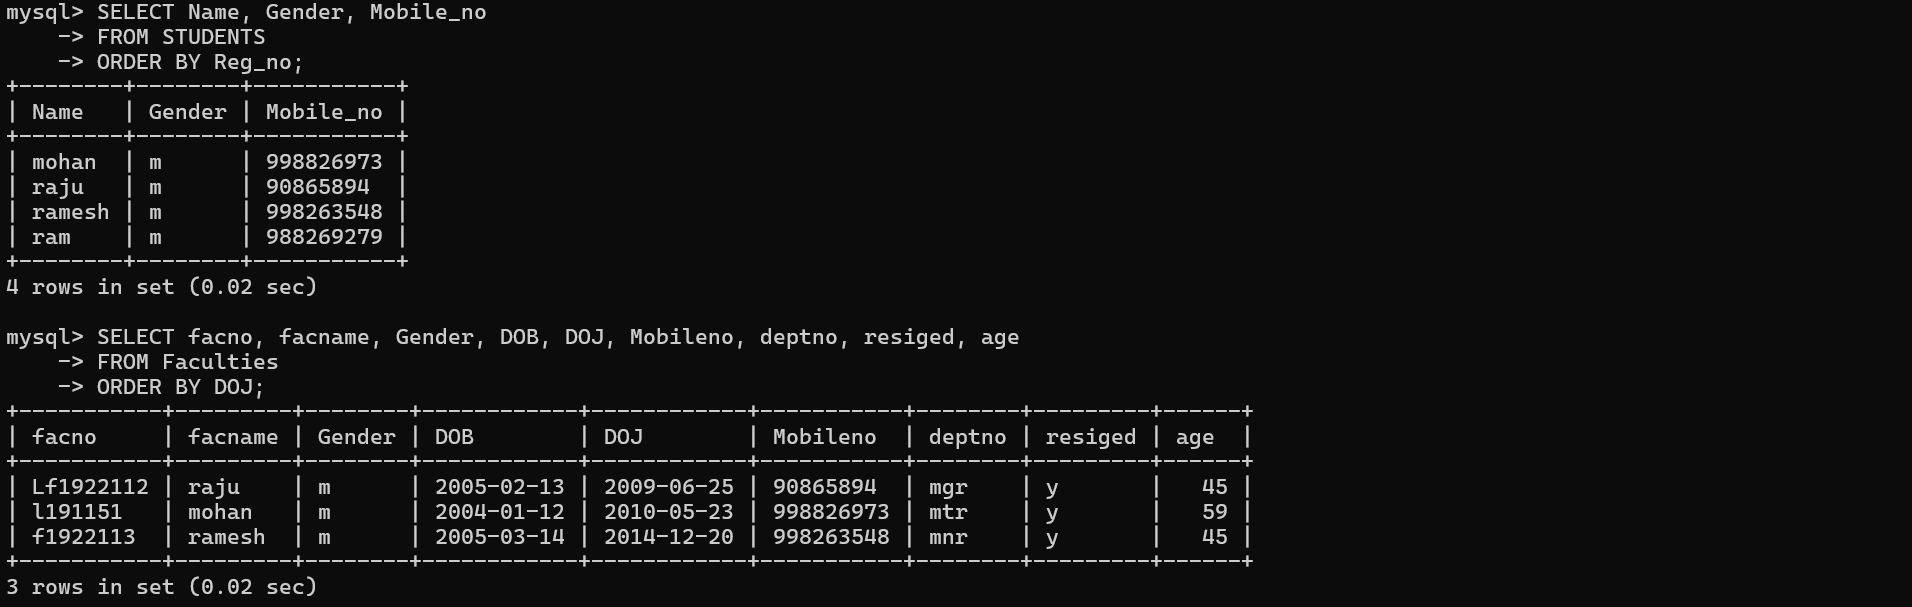 mysql> SELECT Name, Gender, Mobile_no
    -> FROM STUDENTS
    -> ORDER BY Reg_no;
+--------+--------+-----------+
| Name   | Gender | Mobile_no |
+--------+--------+-----------+
| mohan  | m      | 998826973 |
| raju   | m      | 90865894  |
| ramesh | m      | 998263548 |
| ram    | m      | 988269279 |
+--------+--------+-----------+
4 rows in set (0.02 sec)

mysql> SELECT facno, facname, Gender, DOB, DOJ, Mobileno, deptno, resiged, age
    -> FROM Faculties
    -> ORDER BY DOJ;
+-----------+---------+--------+------------+------------+-----------+--------+---------+------+
| facno     | facname | Gender | DOB        | DOJ        | Mobileno  | deptno | resiged | age  |
+-----------+---------+--------+------------+------------+-----------+--------+---------+------+
| Lf1922112 | raju    | m      | 2005-02-13 | 2009-06-25 | 90865894  | mgr    | y       |   45 |
| l191151   | mohan   | m      | 2004-01-12 | 2010-05-23 | 998826973 | mtr    | y       |   59 |
| f1922113  | ramesh  | m      | 2005-03-14 | 2014-12-20 | 998263548 | mnr    | y       |   45 |
+-----------+---------+--------+------------+------------+-----------+--------+---------+------+
3 rows in set (0.02 sec)